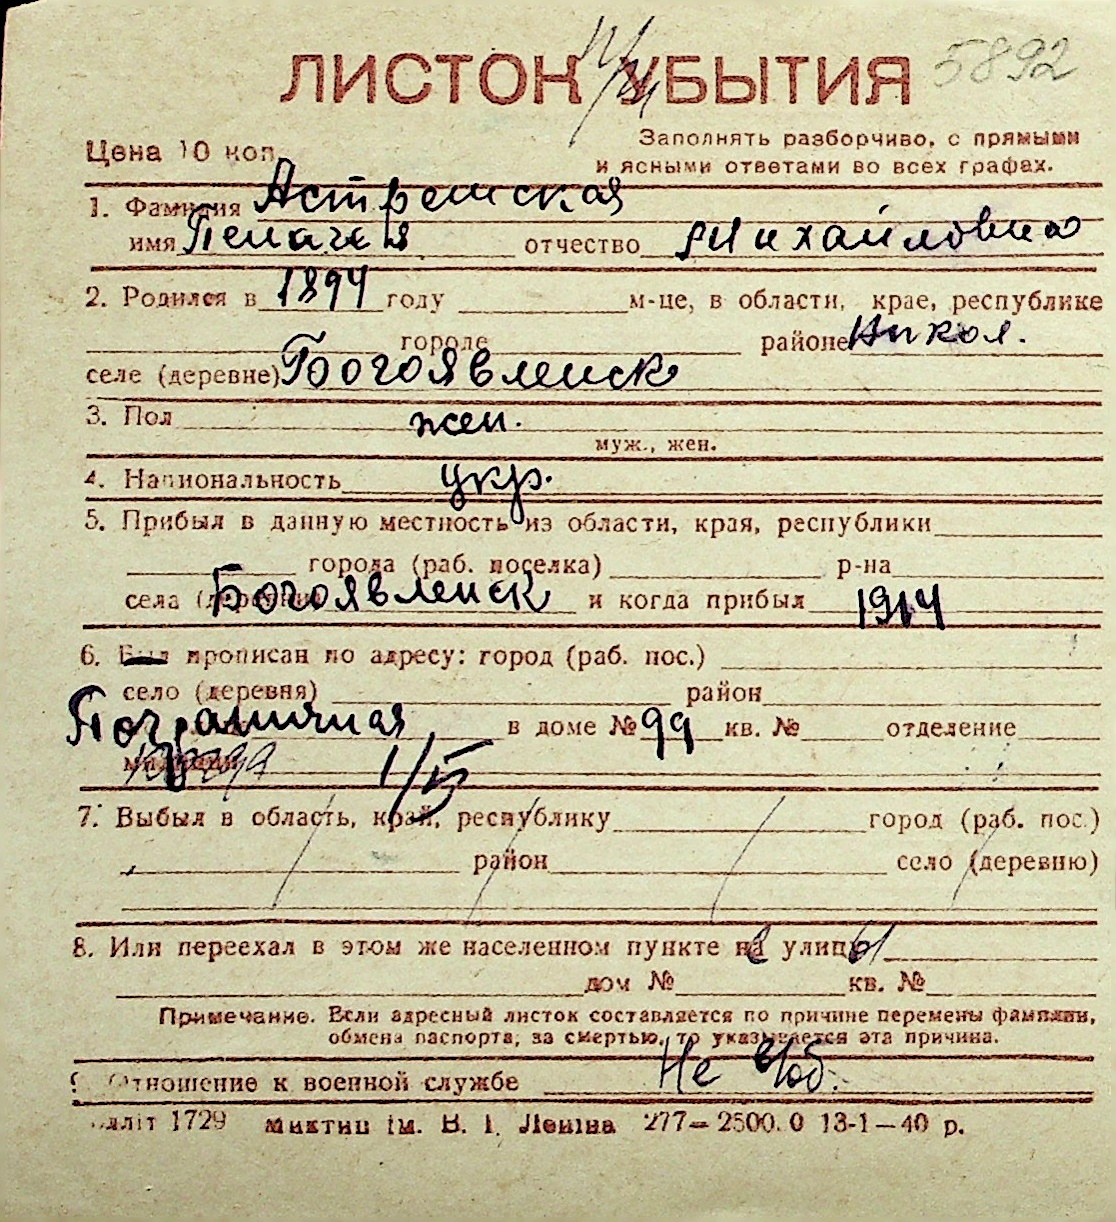 5892
ЛИСТОК УБЫТИЯ
Цена 10 коп.
Заполнять разборчиво, с прямыми
и ясными ответами во всех графах.
1. Фамилия Астремская
имя Пелагея отчество Михайловна
2. Родился в 1894 году м-це, в области, крае, республике
городе районе Никол.
селе (деревне) Богоявленск
3. Пол жен.
муж., жен.
4. Национальность укр.
5. Прибыл в данную местность из области, края, республики
города (раб. поселка) р-на
села (деревни) Богоявленск и когда прибыл 1914
6. Был прописан по адресу: город (раб. пос.)
село (деревня) район
Пограничная в доме № 99 кв. № отделение
милиции
7. Выбыл в область, край, республику город (раб. пос.)
район село (деревню)
8. Или переехал в этом же населенном пункте с улицы
дом № кв. №
Примечание. Если адресный листок составляется по причине перемены фамилии,
обмена паспорта, за смертью, то указывается эта причина.
9. Отношение к военной службе Не воб.
1729 Миктип ім. В. І. Леніна 277—2500.0 13-1—40 р.